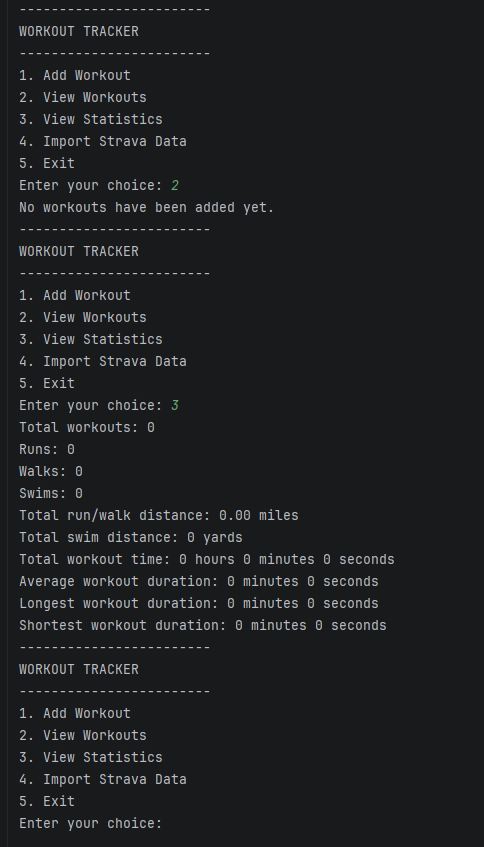 ------------------------
WORKOUT TRACKER
------------------------
1. Add Workout
2. View Workouts
3. View Statistics
4. Import Strava Data
5. Exit
Enter your choice: 2
No workouts have been added yet.
------------------------
WORKOUT TRACKER
------------------------
1. Add Workout
2. View Workouts
3. View Statistics
4. Import Strava Data
5. Exit
Enter your choice: 3
Total workouts: 0
Runs: 0
Walks: 0
Swims: 0
Total run/walk distance: 0.00 miles
Total swim distance: 0 yards
Total workout time: 0 hours 0 minutes 0 seconds
Average workout duration: 0 minutes 0 seconds
Longest workout duration: 0 minutes 0 seconds
Shortest workout duration: 0 minutes 0 seconds
------------------------
WORKOUT TRACKER
------------------------
1. Add Workout
2. View Workouts
3. View Statistics
4. Import Strava Data
5. Exit
Enter your choice: